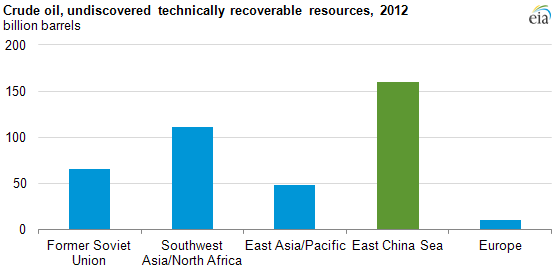 Crude oil, undiscovered technically recoverable resources, 2012
billion barrels
eia
200
150
100
50
0
Former Soviet Union
Southwest Asia/North Africa
East Asia/Pacific
East China Sea
Europe